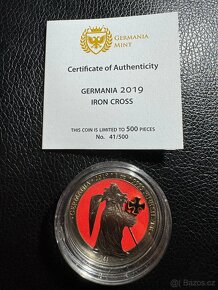 GERMANIA
MINT
Certificate of Authenticity
GERMANIA 2019
IRON CROSS
THIS COIN IS LIMITED TO 500 PIECES
No. 41/500
Bazos.cz